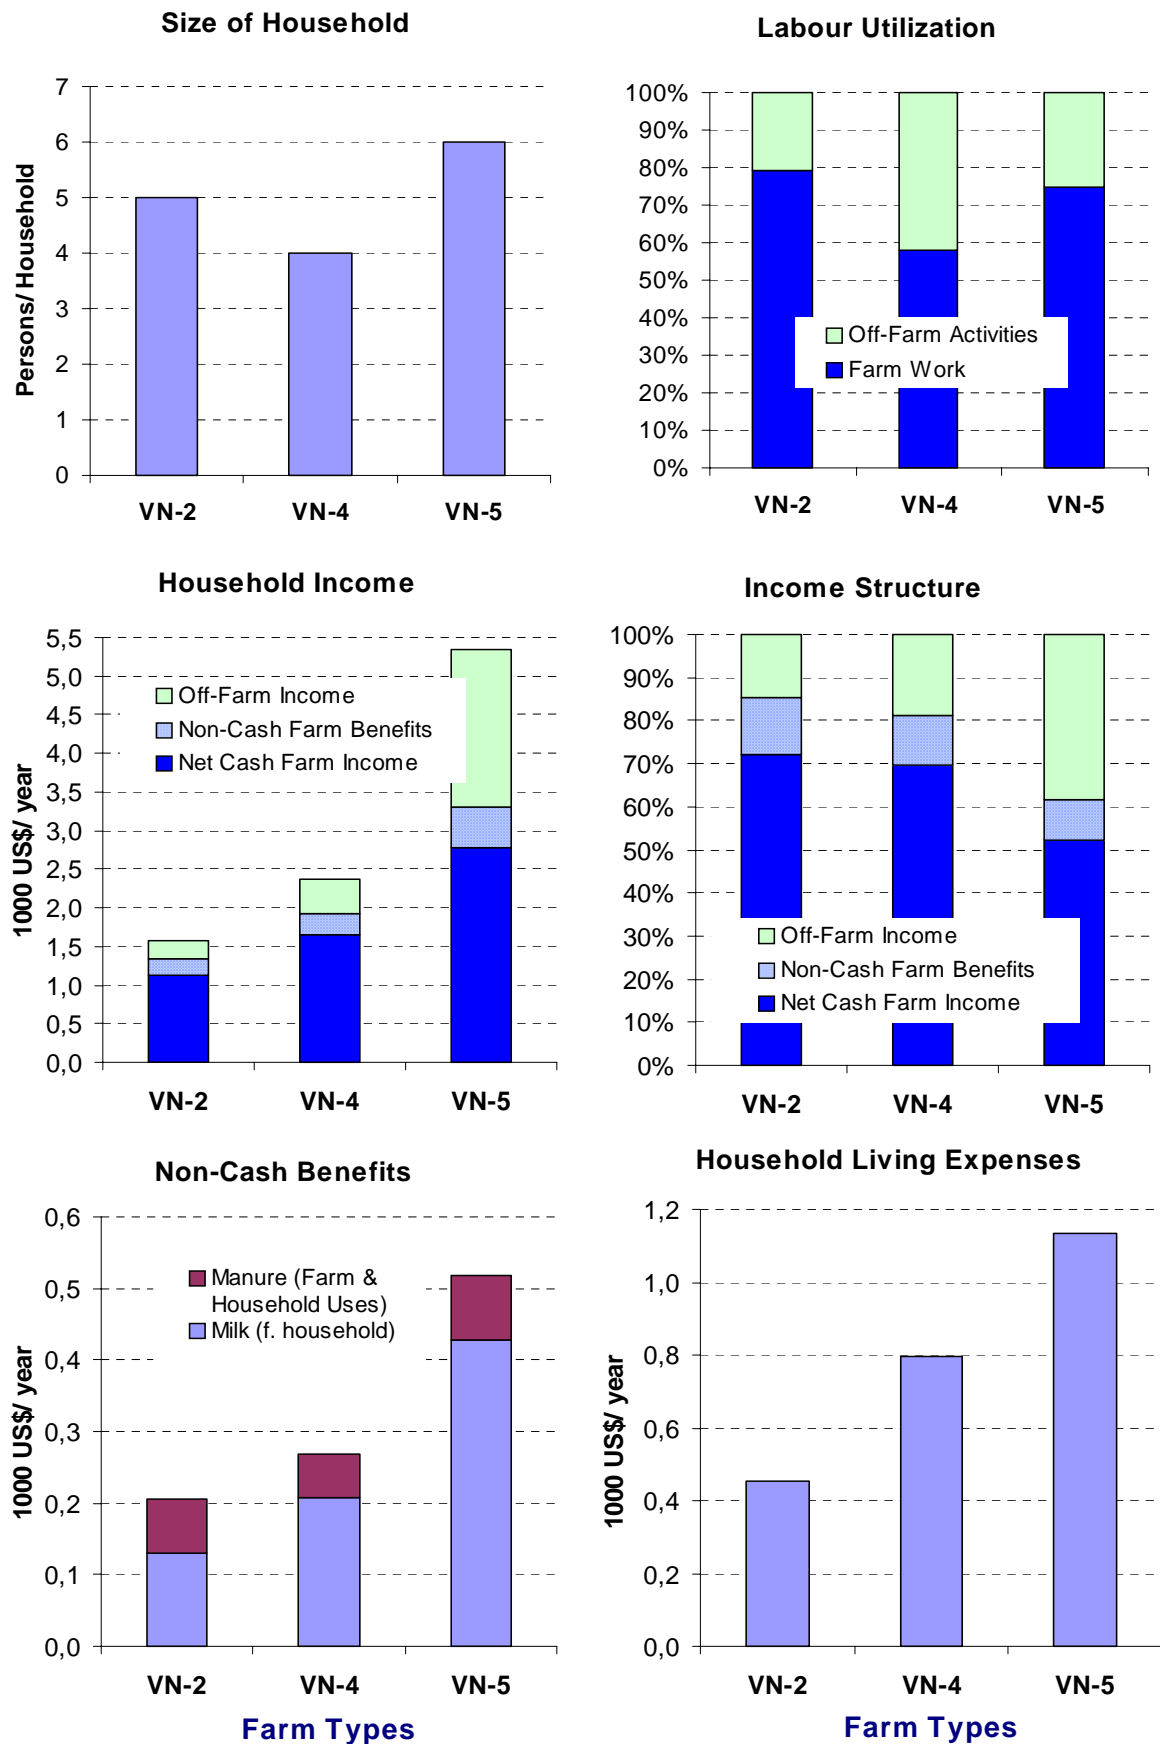 Size of Household
Persons/ Household
7
6
5
4
3
2
1
0
VN-2 VN-4 VN-5
Labour Utilization
100%
90%
80%
70%
60%
50%
40%
30%
20%
10%
0%
Off-Farm Activities
Farm Work
VN-2 VN-4 VN-5
Household Income
1000 US$/ year
5,5
5,0
4,5
4,0
3,5
3,0
2,5
2,0
1,5
1,0
0,5
0,0
Off-Farm Income
Non-Cash Farm Benefits
Net Cash Farm Income
VN-2 VN-4 VN-5
Income Structure
100%
90%
80%
70%
60%
50%
40%
30%
20%
10%
0%
Off-Farm Income
Non-Cash Farm Benefits
Net Cash Farm Income
VN-2 VN-4 VN-5
Non-Cash Benefits
1000 US$/ year
0,6
0,5
0,4
0,3
0,2
0,1
0,0
Manure (Farm &
Household Uses)
Milk (f. household)
VN-2 VN-4 VN-5
Farm Types
Household Living Expenses
1000 US$/ year
1,2
1,0
0,8
0,6
0,4
0,2
0,0
VN-2 VN-4 VN-5
Farm Types